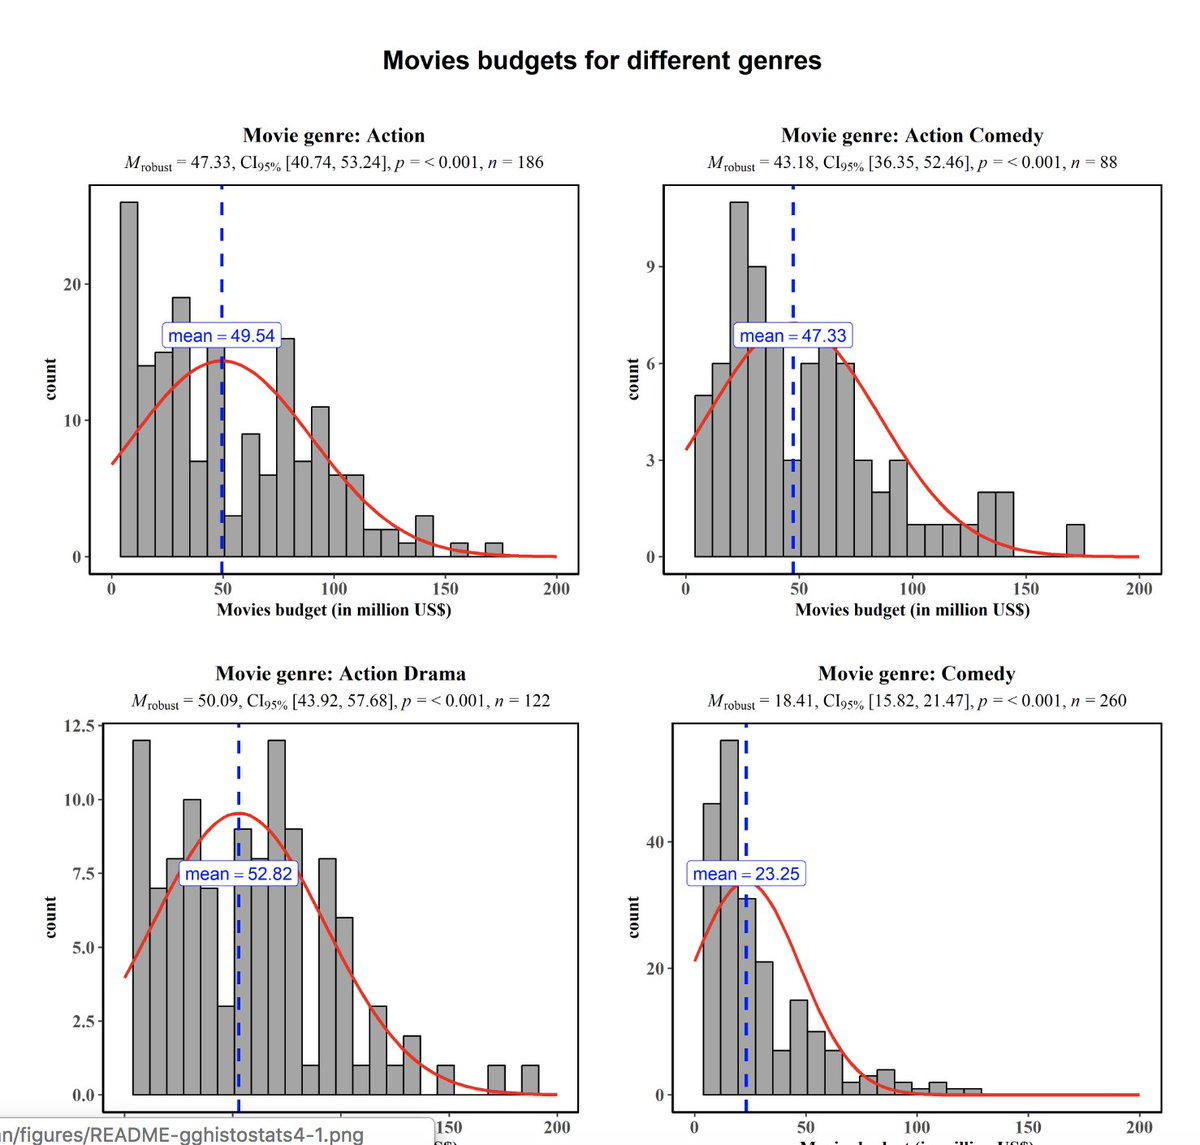 Movies budgets for different genres
Movie genre: Action
Mrobust = 47.33, CI95% [40.74, 53.24], p = < 0.001, n = 186
20
10
0
count
mean = 49.54
0 50 100 150 200
Movies budget (in million US$)
Movie genre: Action Comedy
Mrobust = 43.18, CI95% [36.35, 52.46], p = < 0.001, n = 88
9
6
3
0
count
mean = 47.33
0 50 100 150 200
Movies budget (in million US$)
Movie genre: Action Drama
Mrobust = 50.09, CI95% [43.92, 57.68], p = < 0.001, n = 122
12.5
10.0
7.5
5.0
2.5
0.0
count
mean = 52.82
150 200
US$)
Movie genre: Comedy
Mrobust = 18.41, CI95% [15.82, 21.47], p = < 0.001, n = 260
40
20
0
count
mean = 23.25
0 50 100 150 200
an/figures/README-gghistostats4-1.png